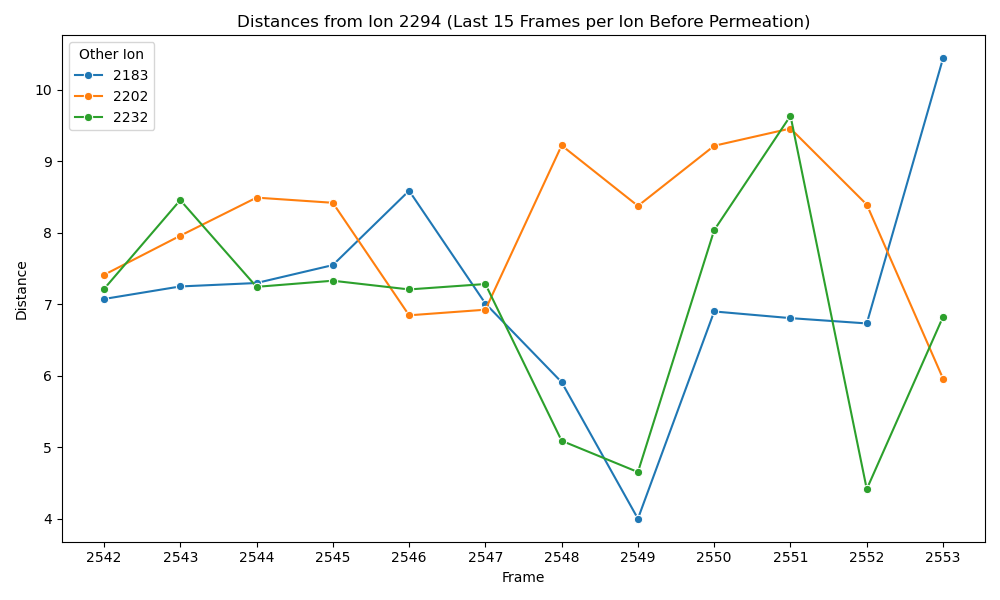 Distances from Ion 2294 (Last 15 Frames per Ion Before Permeation)
Other Ion
2183
2202
2232
Distance
10
9
8
7
6
5
4
2542 2543 2544 2545 2546 2547 2548 2549 2550 2551 2552 2553
Frame